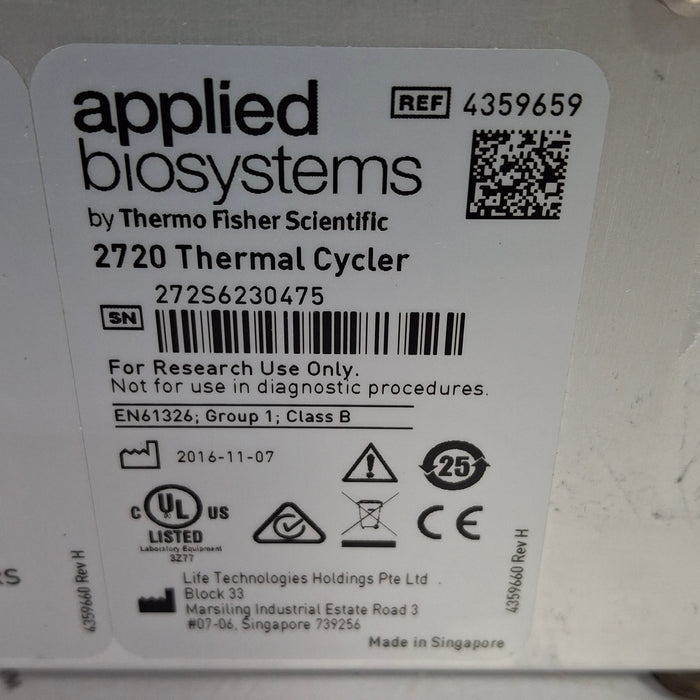 applied
biosystems
by Thermo Fisher Scientific
REF 4359659
2720 Thermal Cycler
272S6230475
SN
For Research Use Only.
Not for use in diagnostic procedures.
EN61326; Group 1; Class B
2016-11-07
25
C UL US
LISTED
Laboratory Equipment
3Z77
CE
Life Technologies Holdings Pte Ltd
Block 33
Marsiling Industrial Estate Road 3
#07-06, Singapore 739256
Made in Singapore
4359660 Rev H
4359660 Rev H